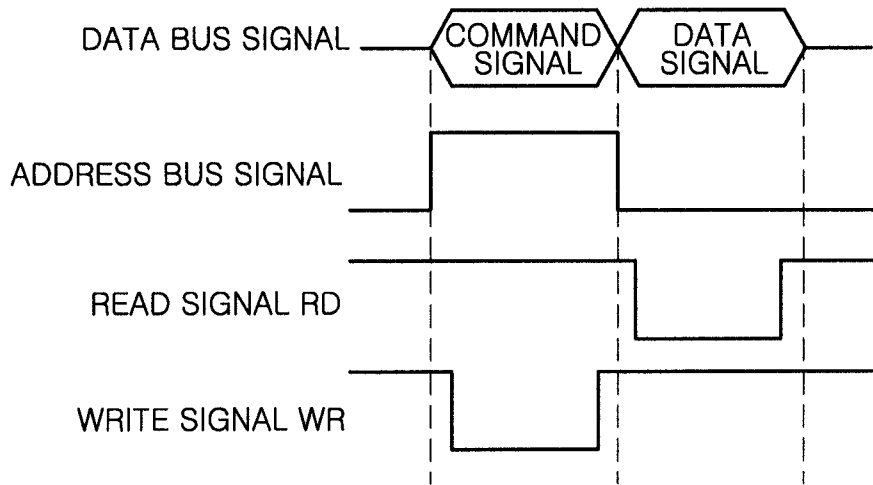 DATA BUS SIGNAL
COMMAND
SIGNAL
DATA
SIGNAL
ADDRESS BUS SIGNAL
READ SIGNAL RD
WRITE SIGNAL WR